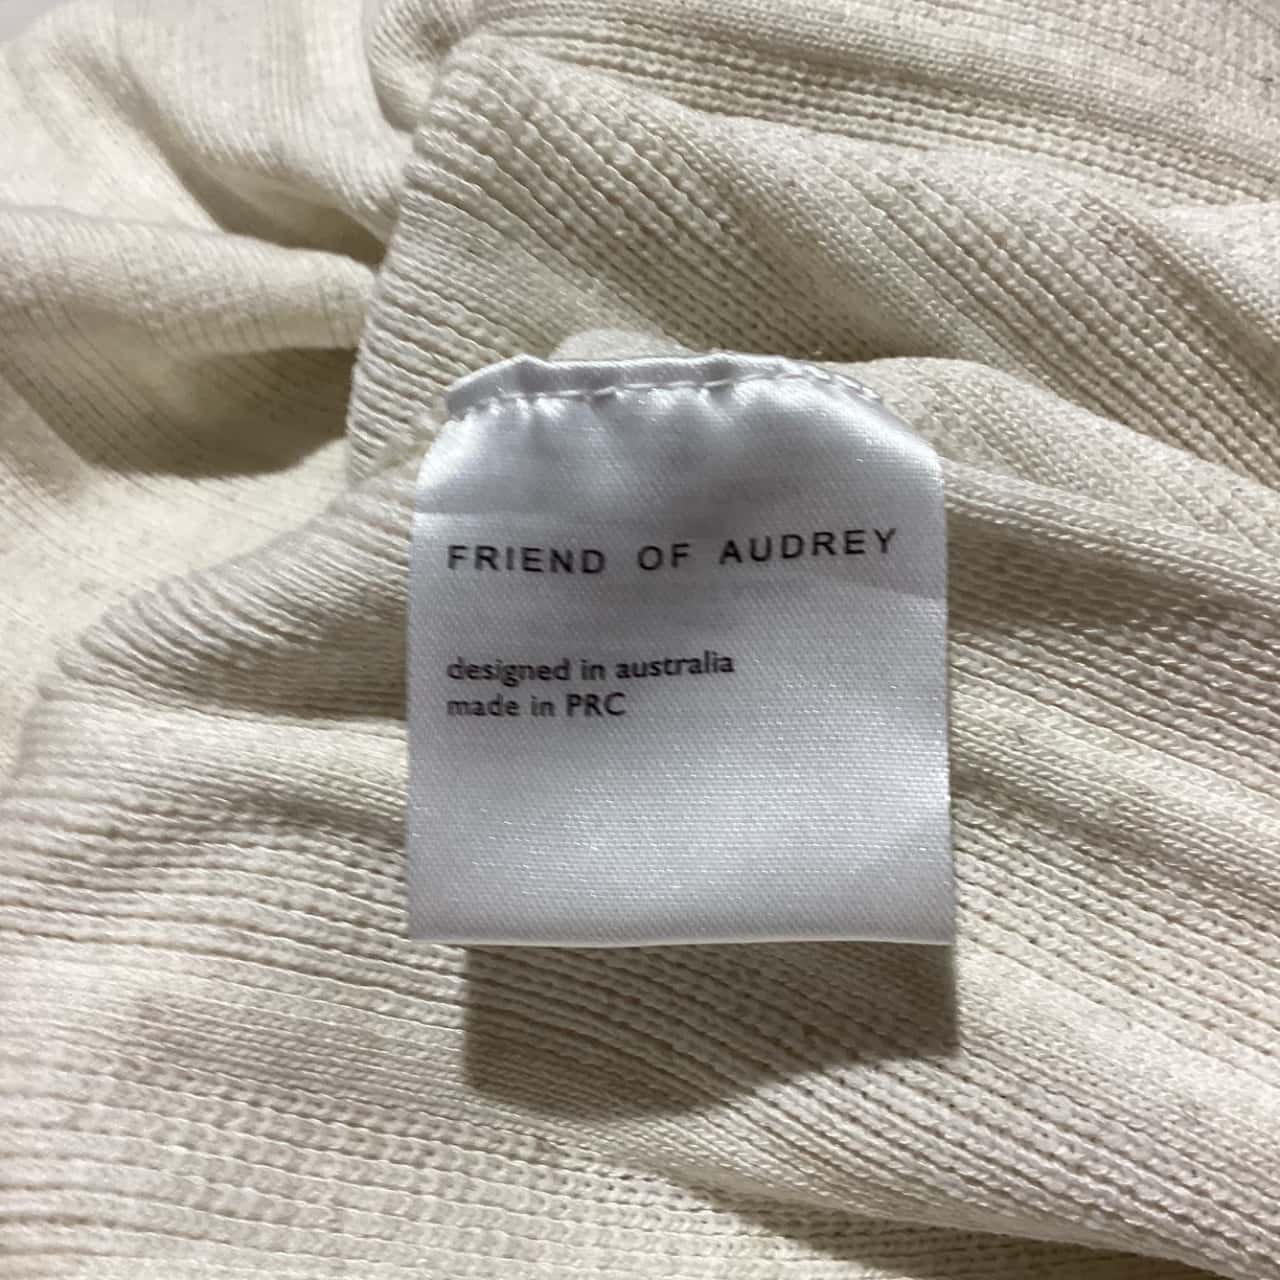 FRIEND OF AUDREY
designed in australia
made in PRC